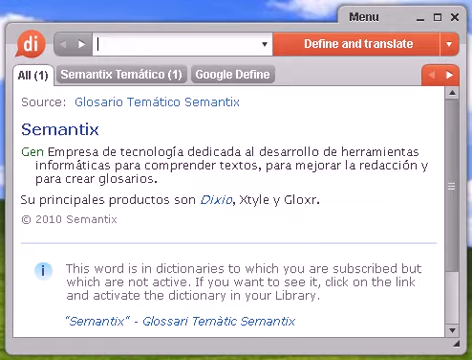 Menu
di
Define and translate
All (1)
Semantix Temático (1)
Google Define
Source: Glosario Temático Semantix
Semantix
Gen Empresa de tecnología dedicada al desarrollo de herramientas
informáticas para comprender textos, para mejorar la redacción y
para crear glosarios.
Su principales productos son Dixio, Xtyle y Gloxr.
© 2010 Semantix
i
This word is in dictionaries to which you are subscribed but
which are not active. If you want to see it, click on the link
and activate the dictionary in your Library.
"Semantix" - Glossari Temàtic Semantix